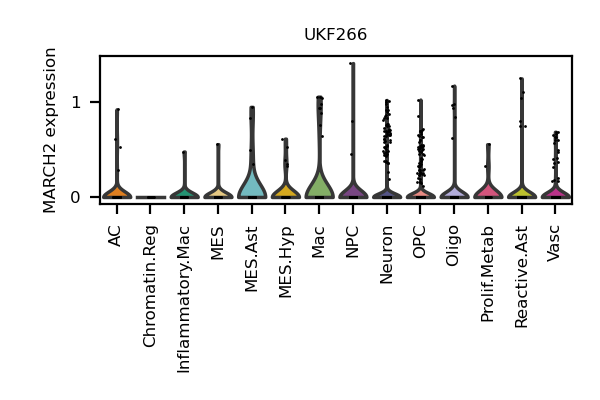 UKF266
MARCH2 expression
1
0
AC
Chromatin.Reg
Inflammatory.Mac
MES
MES.Ast
MES.Hyp
Mac
NPC
Neuron
OPC
Oligo
Prolif.Metab
Reactive.Ast
Vasc